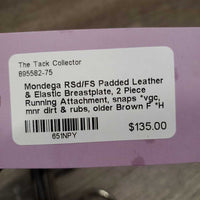 The Tack Collector
895582-75
Mondega RSd/FS Padded Leather
& Elastic Breastplate, 2 Piece
Running Attachment, snaps *vgc,
mnr dirt & rubs, older Brown F *H
$135.00
651NPY